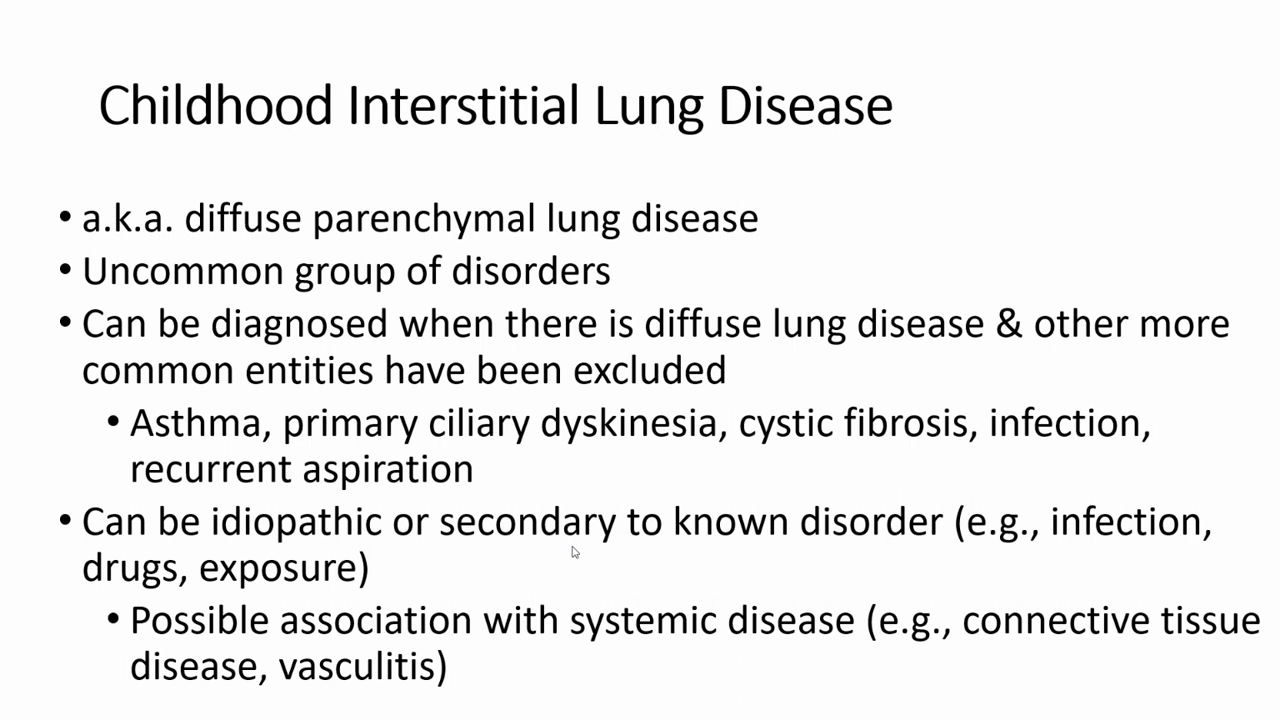 Childhood Interstitial Lung Disease
• a.k.a. diffuse parenchymal lung disease
• Uncommon group of disorders
• Can be diagnosed when there is diffuse lung disease & other more
common entities have been excluded
• Asthma, primary ciliary dyskinesia, cystic fibrosis, infection,
recurrent aspiration
• Can be idiopathic or secondary to known disorder (e.g., infection,
drugs, exposure)
• Possible association with systemic disease (e.g., connective tissue
disease, vasculitis)